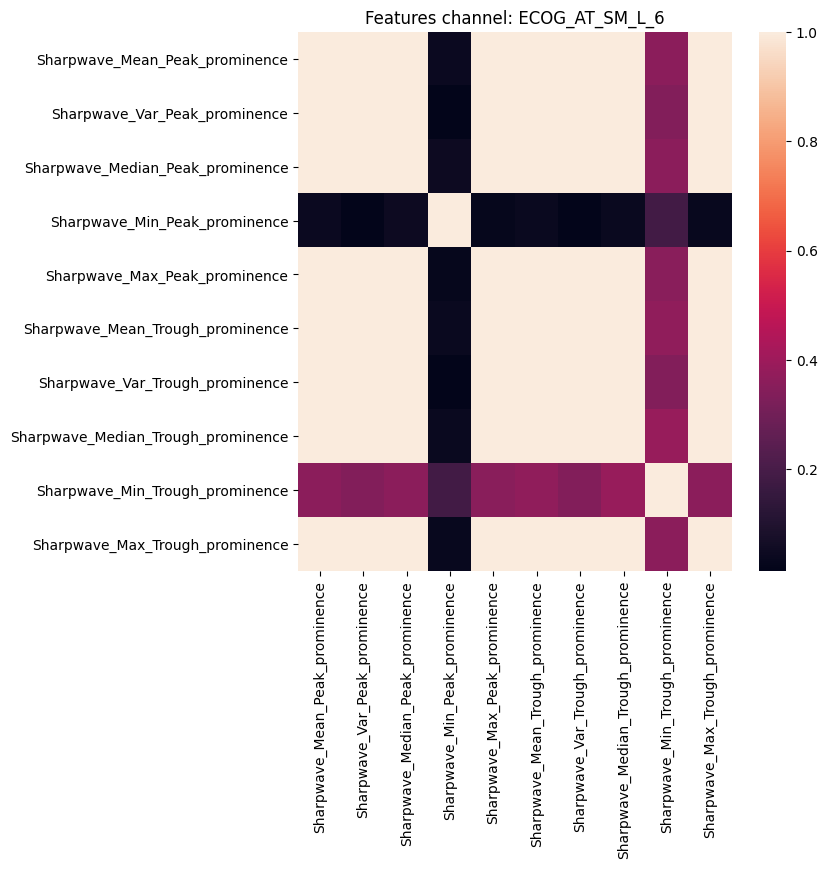 Features channel: ECOG_AT_SM_L_6
Sharpwave_Mean_Peak_prominence
Sharpwave_Var_Peak_prominence
Sharpwave_Median_Peak_prominence
Sharpwave_Min_Peak_prominence
Sharpwave_Max_Peak_prominence
Sharpwave_Mean_Trough_prominence
Sharpwave_Var_Trough_prominence
Sharpwave_Median_Trough_prominence
Sharpwave_Min_Trough_prominence
Sharpwave_Max_Trough_prominence
Sharpwave_Mean_Peak_prominence
Sharpwave_Var_Peak_prominence
Sharpwave_Median_Peak_prominence
Sharpwave_Min_Peak_prominence
Sharpwave_Max_Peak_prominence
Sharpwave_Mean_Trough_prominence
Sharpwave_Var_Trough_prominence
Sharpwave_Median_Trough_prominence
Sharpwave_Min_Trough_prominence
Sharpwave_Max_Trough_prominence
1.0
0.8
0.6
0.4
0.2